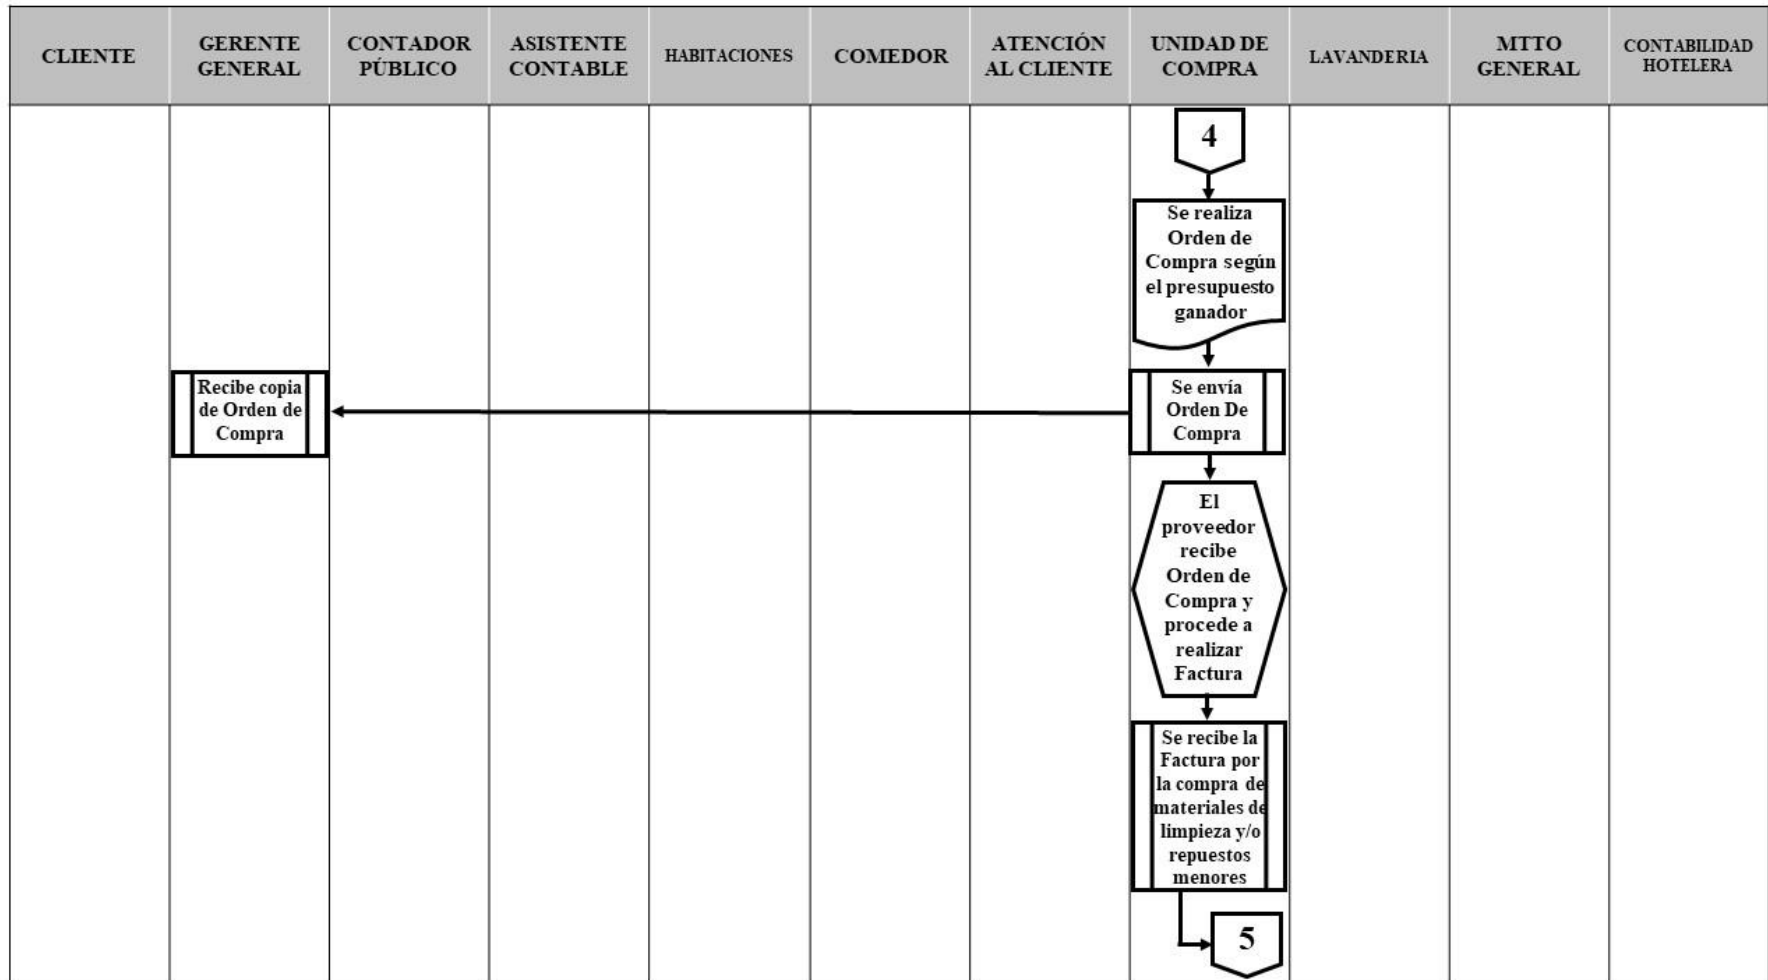 CLIENTE
GERENTE
GENERAL
CONTADOR
PÚBLICO
ASISTENTE
CONTABLE
HABITACIONES
COMEDOR
ATENCIÓN
AL CLIENTE
UNIDAD DE
COMPRA
LAVANDERIA
MTTO
GENERAL
CONTABILIDAD
HOTELERA
4
Se realiza
Orden de
Compra según
el presupuesto
ganador
Recibe copia
de Orden de
Compra
Se envía
Orden De
Compra
El
proveedor
recibe
Orden de
Compra y
procede a
realizar
Factura
Se recibe la
Factura por
la compra de
materiales de
limpieza y/o
repuestos
menores
5